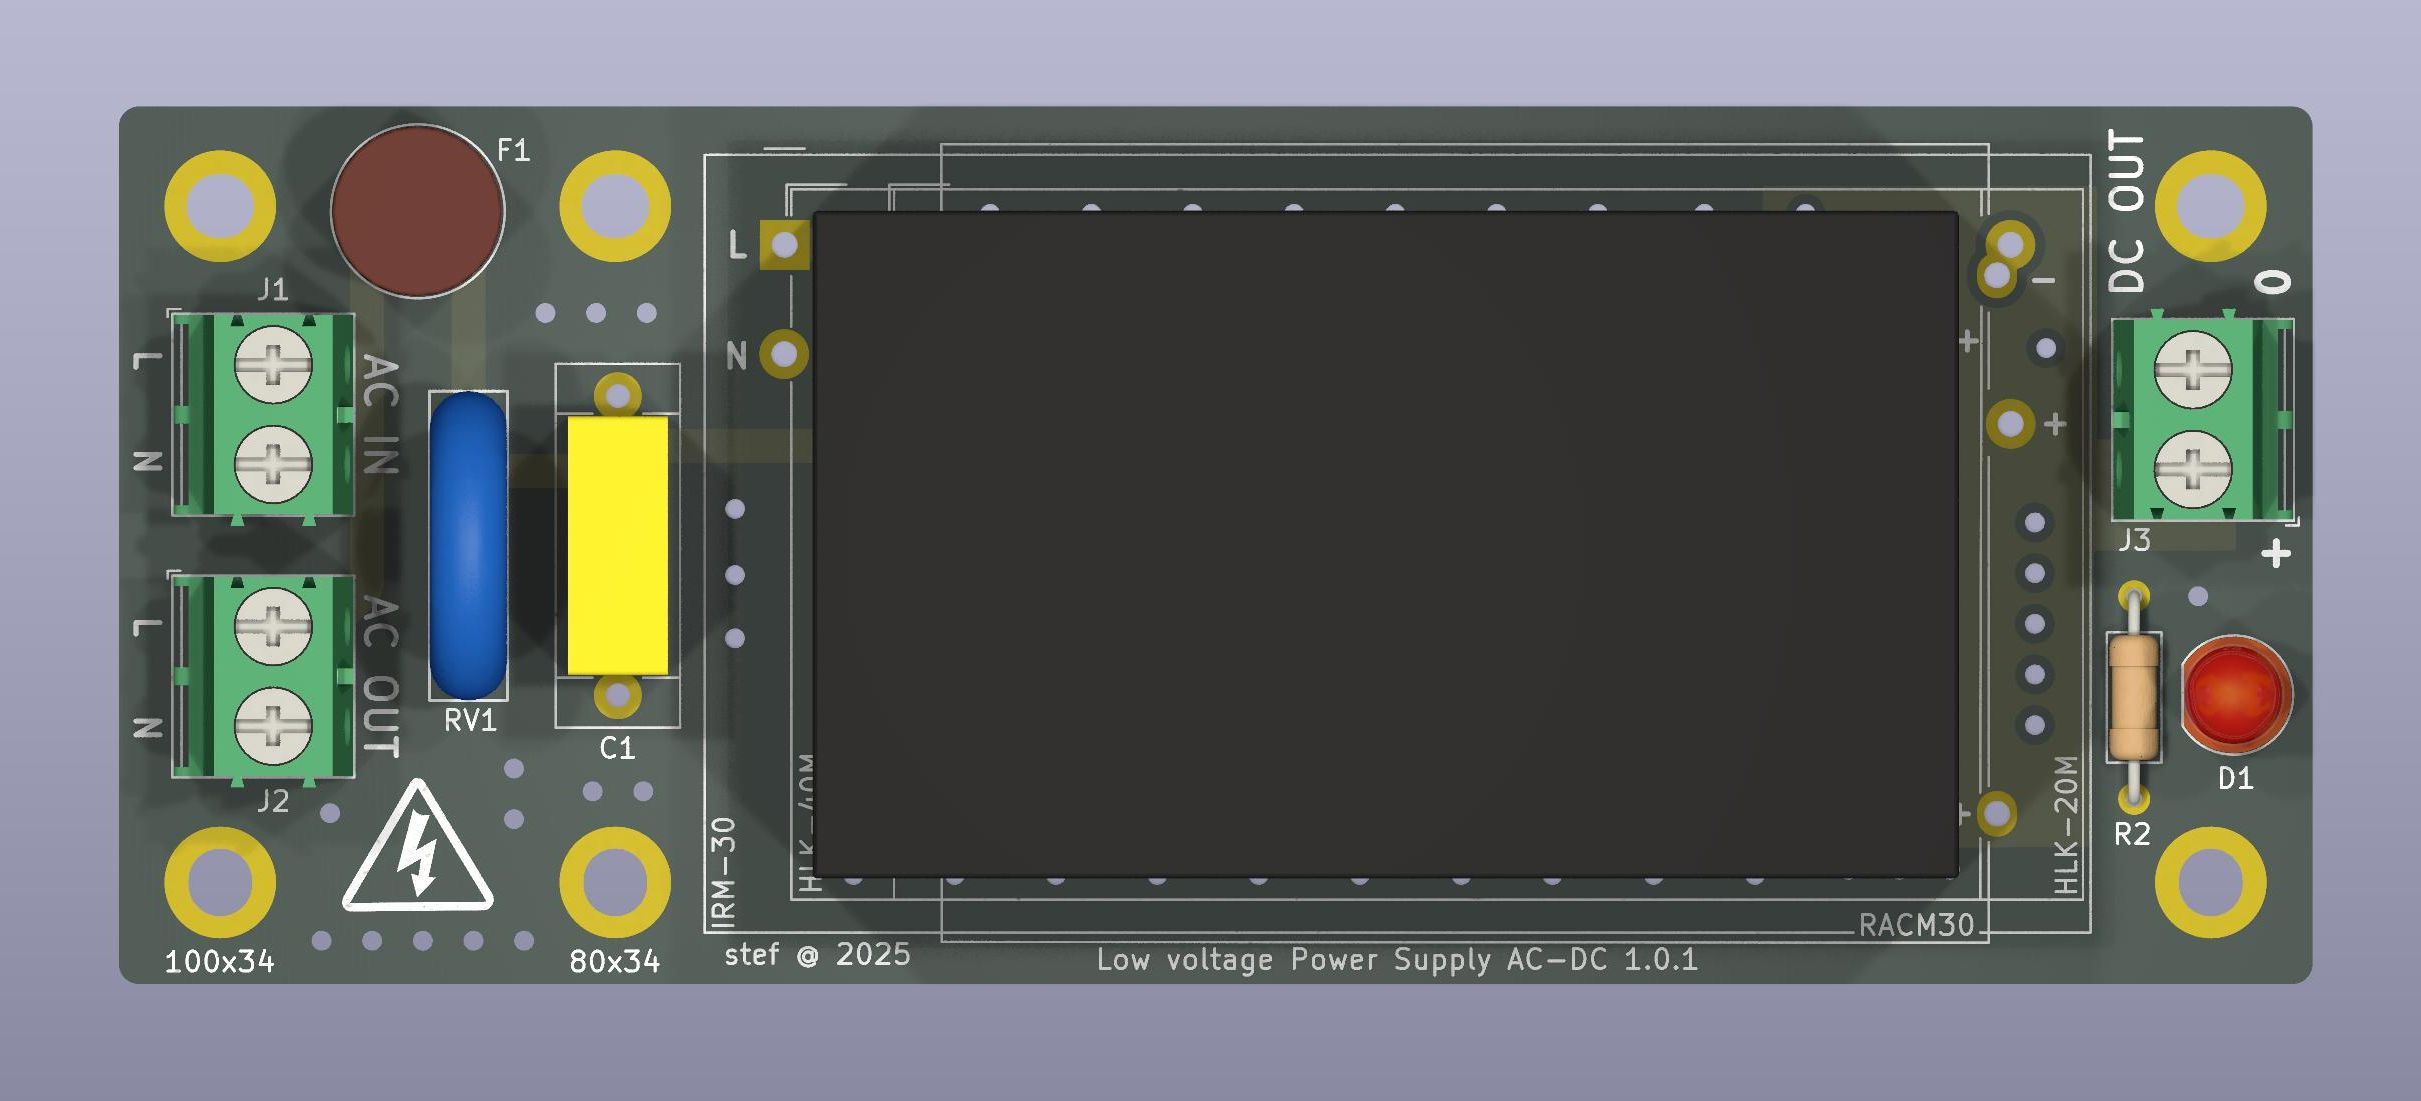 F1
DC OUT
0
J1
L
N
AC IN
L
N
-
+
+
J3
+
L
N
AC OUT
J2
RV1
C1
IRM-30
HLK-40M
HLK-20M
+
R2
D1
RACM30
100x34
80x34
stef @ 2025
Low voltage Power Supply AC-DC 1.0.1